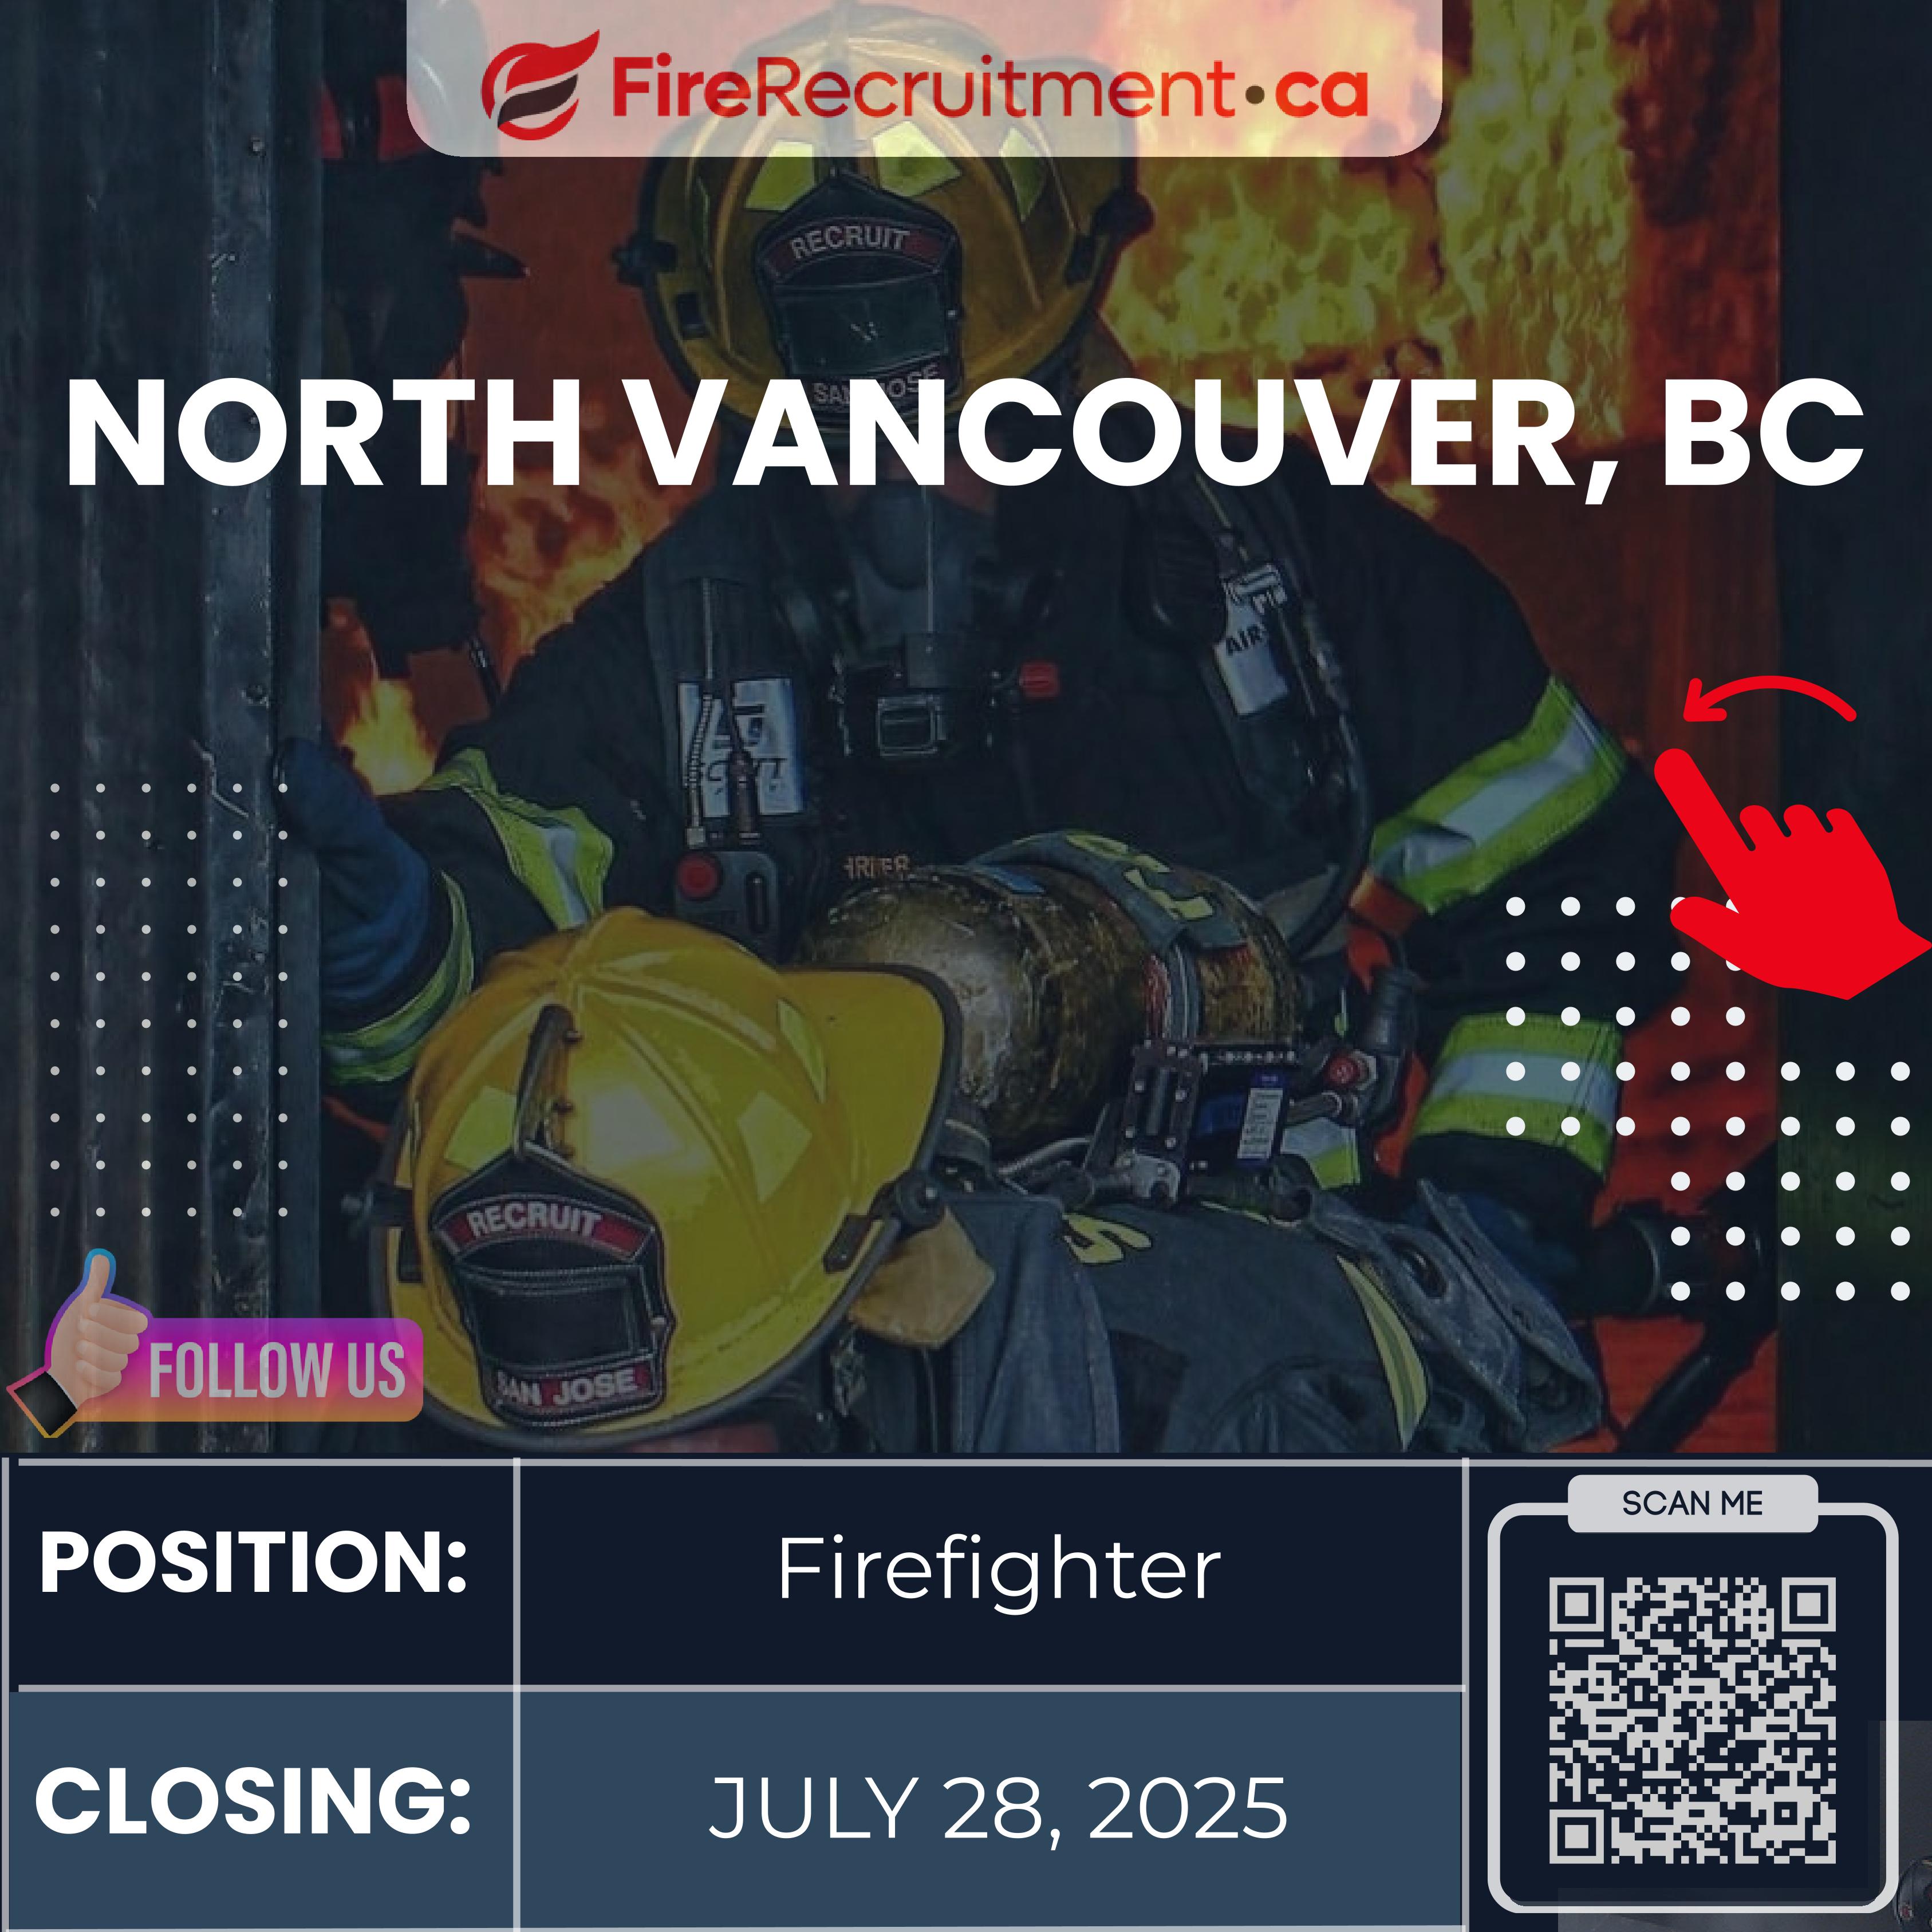 FireRecruitment.ca
RECRUIT
SAN JOSE
NORTH VANCOUVER, BC
AIR
RECRUIT
SAN JOSE
FOLLOW US
SCAN ME
POSITION:
Firefighter
CLOSING:
JULY 28, 2025